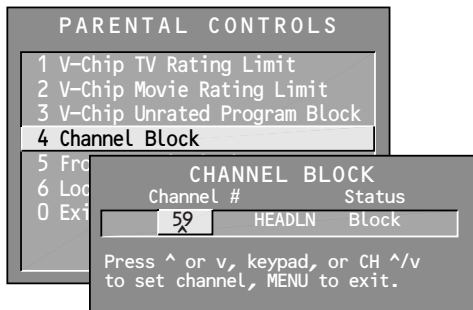 PARENTAL CONTROLS
1 V-Chip TV Rating Limit
2 V-Chip Movie Rating Limit
3 V-Chip Unrated Program Block
4 Channel Block
5
6
0
CHANNEL BLOCK
Channel # Status
59 HEADLN Block
Press ^ or v, keypad, or CH ^/v
to set channel, MENU to exit.